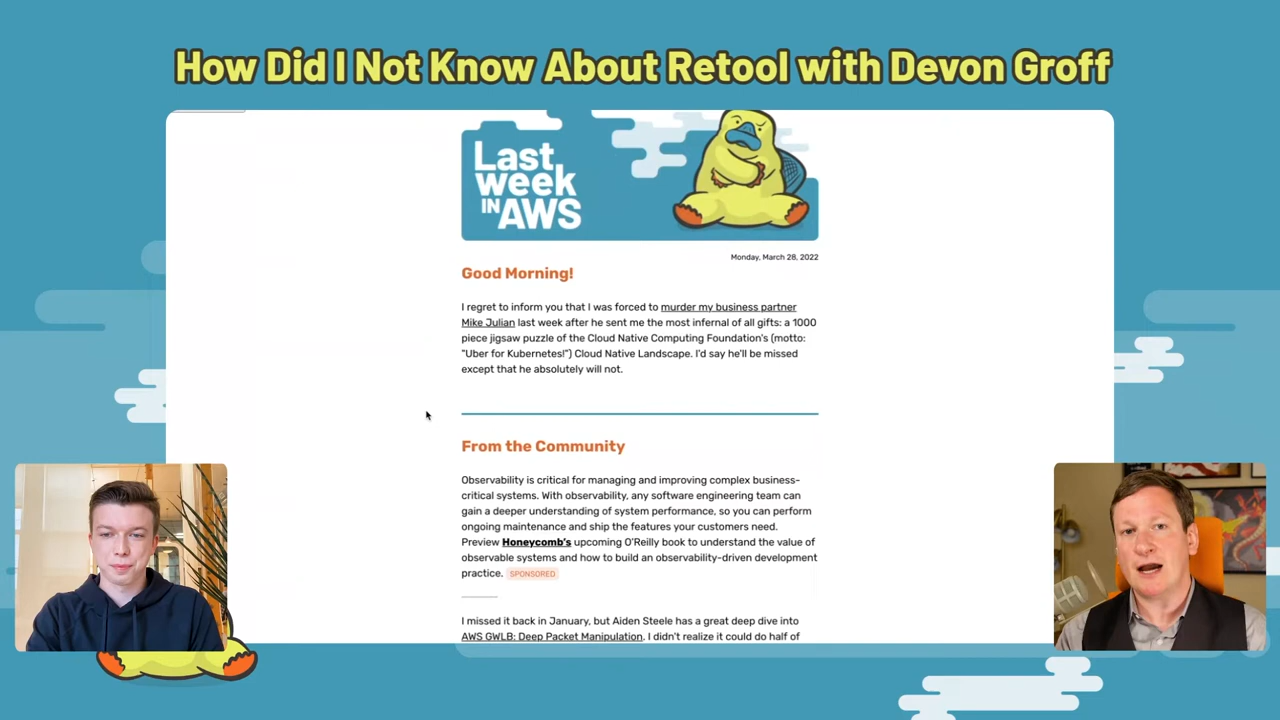 How Did I Not Know About Retool with Devon Groff
Last
week
IN AWS
Monday, March 28, 2022
Good Morning!
I regret to inform you that I was forced to murder my business partner
Mike Julian last week after he sent me the most infernal of all gifts: a 1000
piece jigsaw puzzle of the Cloud Native Computing Foundation's (motto:
"Uber for Kubernetes!") Cloud Native Landscape. I'd say he'll be missed
except that he absolutely will not.
From the Community
Observability is critical for managing and improving complex business-
critical systems. With observability, any software engineering team can
gain a deeper understanding of system performance, so you can perform
ongoing maintenance and ship the features your customers need.
Preview Honeycomb's upcoming O'Reilly book to understand the value of
observable systems and how to build an observability-driven development
practice. SPONSORED
I missed it back in January, but Aiden Steele has a great deep dive into
AWS GWLB: Deep Packet Manipulation. I didn't realize it could do half of